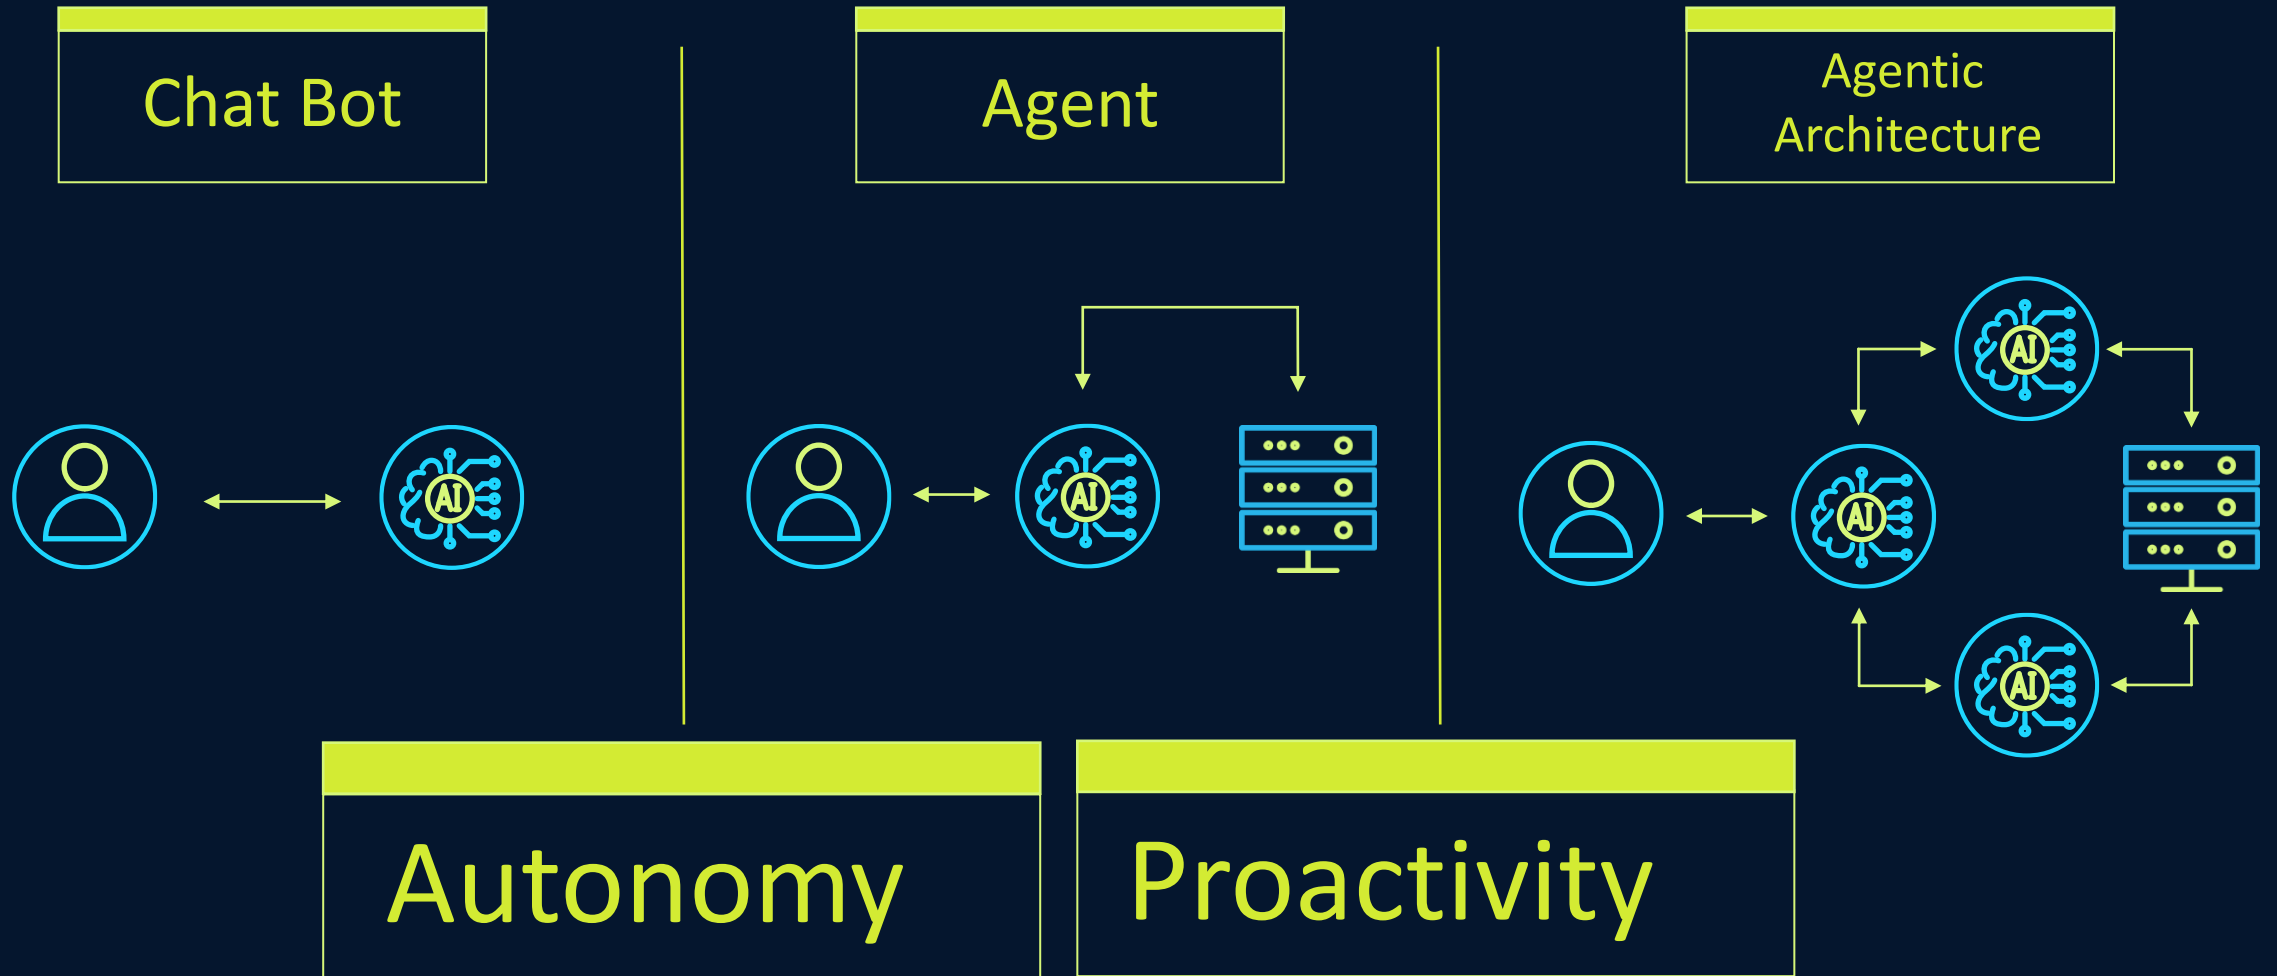 Chat Bot
Agent
Agentic
Architecture
AI
AI
AI
AI
AI
Autonomy
Proactivity